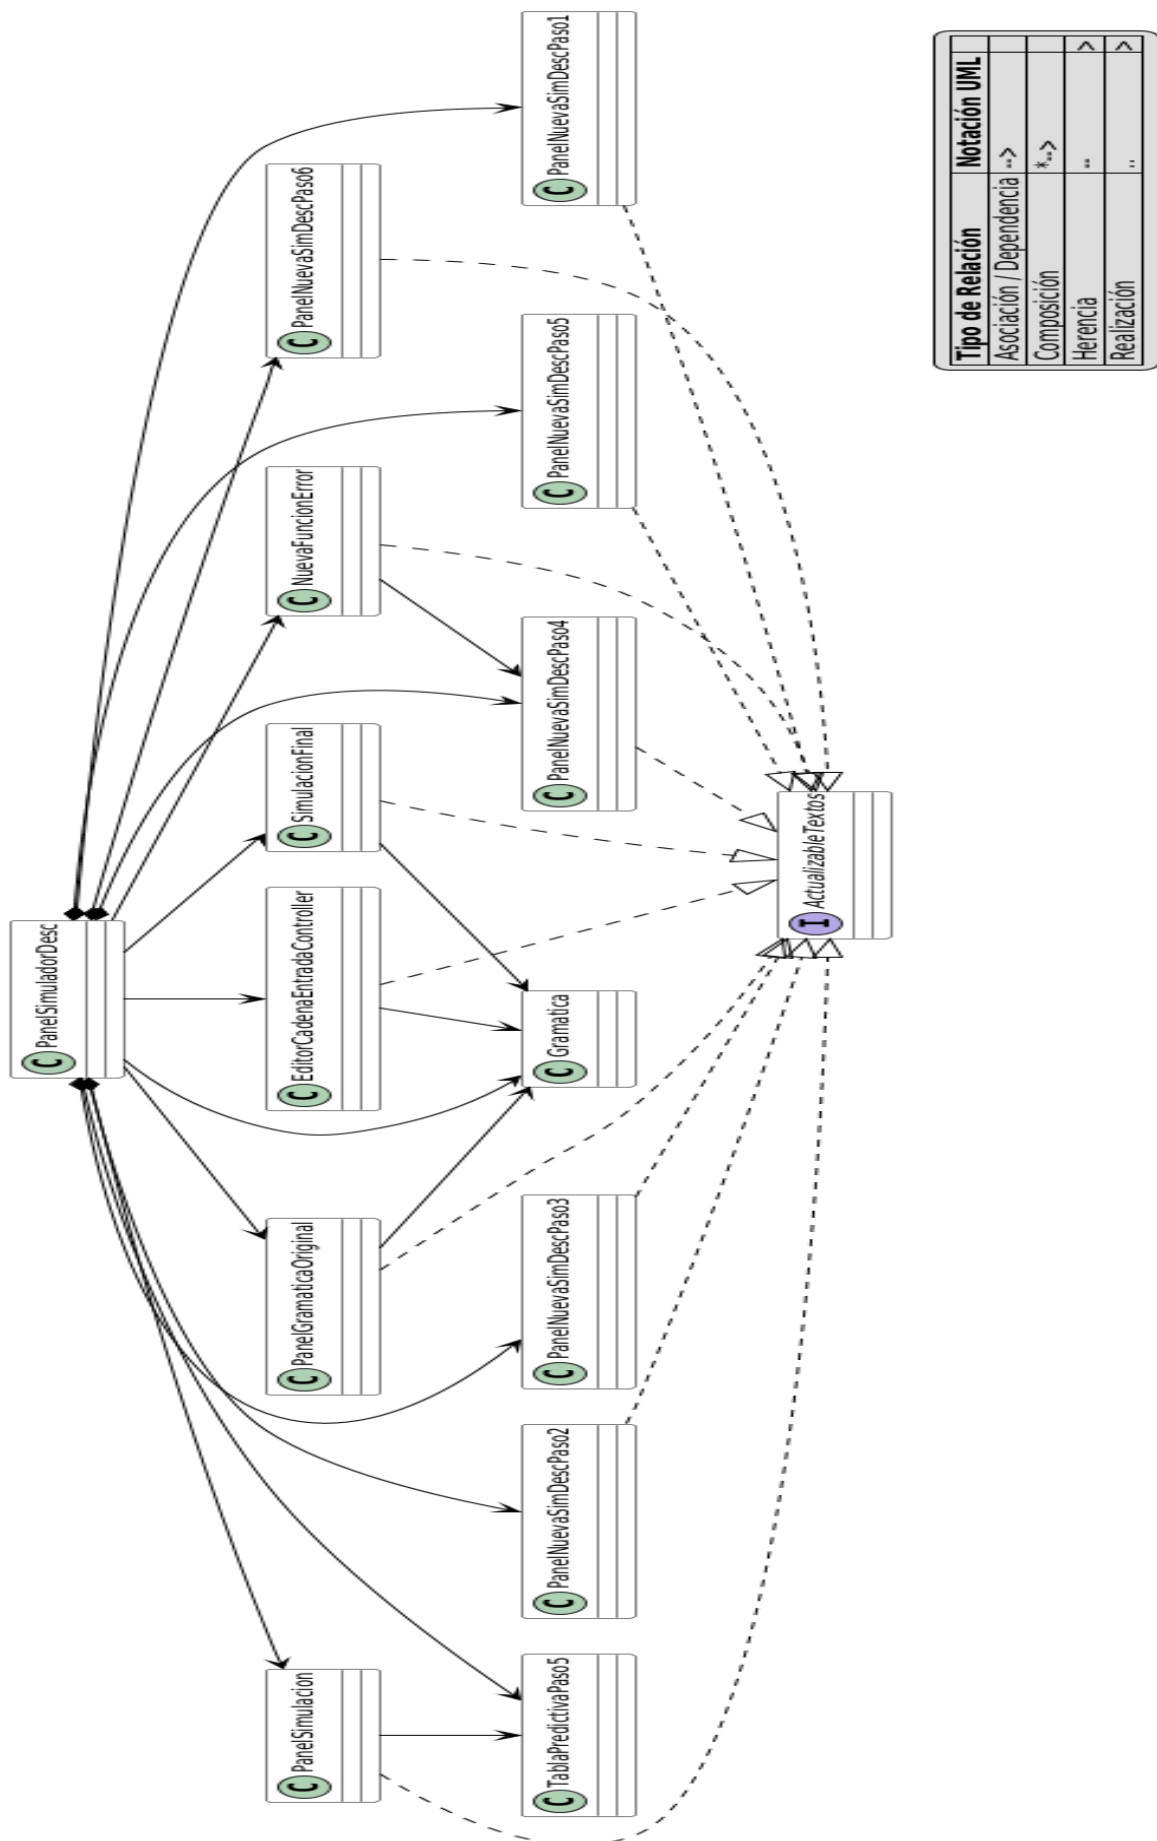 PanelSimuladorDesc
PanelSimulacion
PanelGramaticaOriginal
EditorCadenaEntradaController
SimulacionFinal
NuevaFuncionError
PanelNuevaSimDescPaso6
TablaPredictivaPaso5
PanelNuevaSimDescPaso2
PanelNuevaSimDescPaso3
Gramatica
PanelNuevaSimDescPaso4
PanelNuevaSimDescPaso5
PanelNuevaSimDescPaso1
ActualizableTextos
Tipo de Relación Notación UML
Asociación / Dependencia -->
Composición *-->
Herencia -- >
Realización .. >